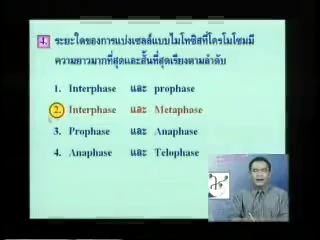 4. ระยะใดของการแบ่งเซลล์แบบไมโทซิสที่โครโมโซมมี
ความยาวมากที่สุดและสั้นที่สุดเรียงตามลำดับ
1. Interphase และ prophase
2. Interphase และ Metaphase
3. Prophase และ Anaphase
4. Anaphase และ Telophase